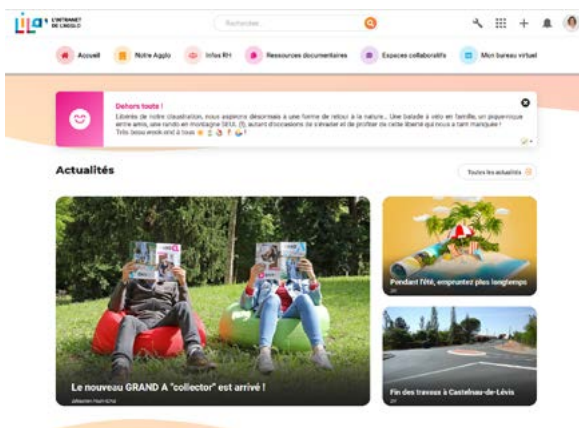 L'INTRANET
DE L'AGGLO
Rechercher...
Accueil
Notre Agglo
Infos RH
Ressources documentaires
Espaces collaboratifs
Mon bureau virtuel
Dehors toute !
Libérés de notre claustration, nous aspirons désormais à une forme de retour à la nature... Une balade à vélo en famille, un pique-nique
entre amis, une rando en montagne SEUL (!), autant d'occasions de s'évader et de profiter de cette liberté qui nous a tant manquée !
Très beau week-end à tous
Actualités
Toutes les actualités
Le nouveau GRAND A "collector" est arrivé !
Pendant l'été, empruntez plus longtemps
Fin des travaux à Castelnau-de-Lévis